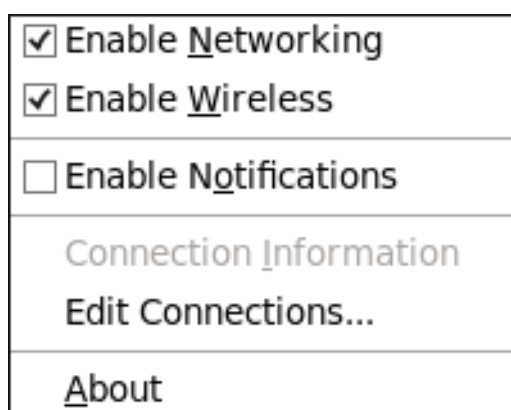 Enable Networking
Enable Wireless
Enable Notifications
Connection Information
Edit Connections...
About